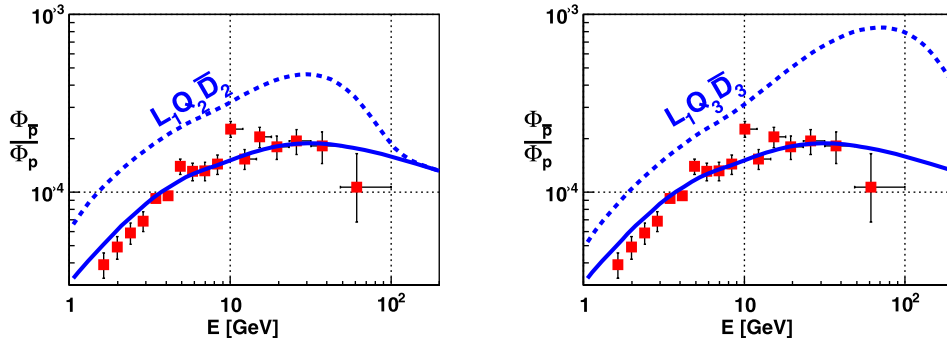 10⁻³
L₁Q₂D̅₂
Φp̅
Φp
10⁻⁴
1 10 10²
E [GeV]
10⁻³
L₁Q₃D̅₃
Φp̅
Φp
10⁻⁴
1 10 10²
E [GeV]